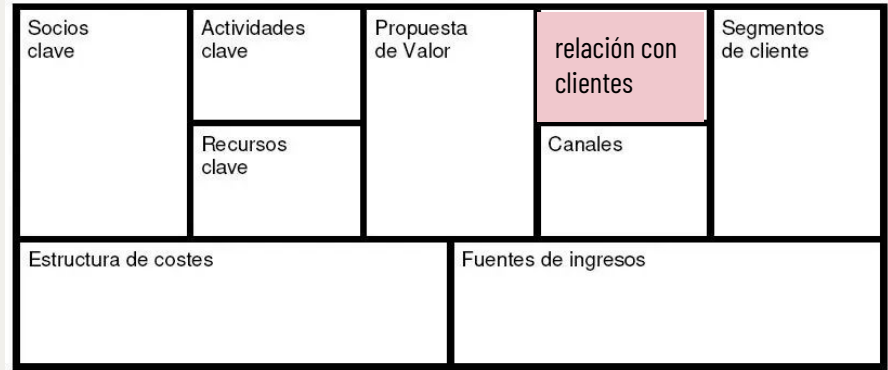 Socios
clave
Actividades
clave
Propuesta
de Valor
relación con
clientes
Segmentos
de cliente
Recursos
clave
Canales
Estructura de costes
Fuentes de ingresos